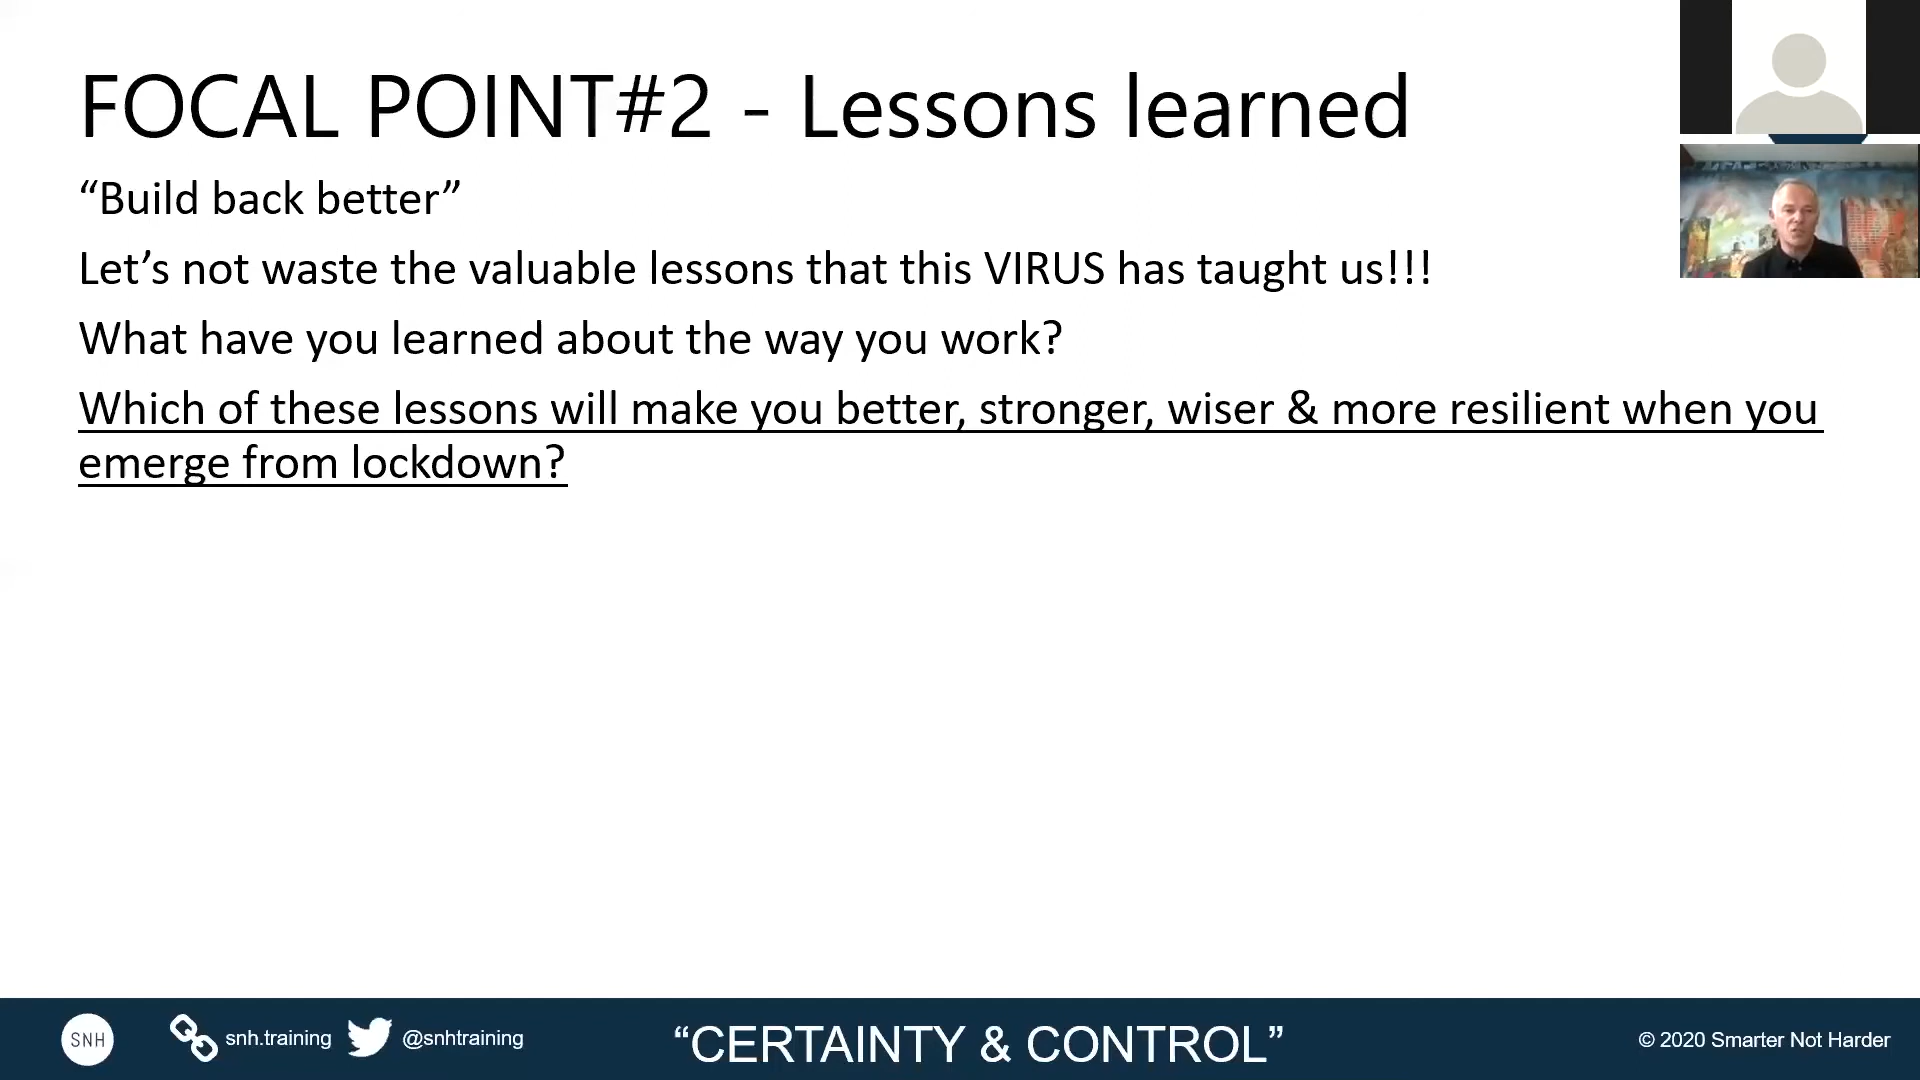 FOCAL POINT#2 - Lessons learned
“Build back better”
Let’s not waste the valuable lessons that this VIRUS has taught us!!!
What have you learned about the way you work?
Which of these lessons will make you better, stronger, wiser & more resilient when you
emerge from lockdown?
SNH
snh.training
@snhtraining
“CERTAINTY & CONTROL”
© 2020 Smarter Not Harder